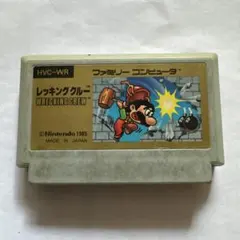 HVC-WR
ファミリー コンピュータ
レッキングクルー
WRECKING CREW
©Nintendo 1985
MADE IN JAPAN